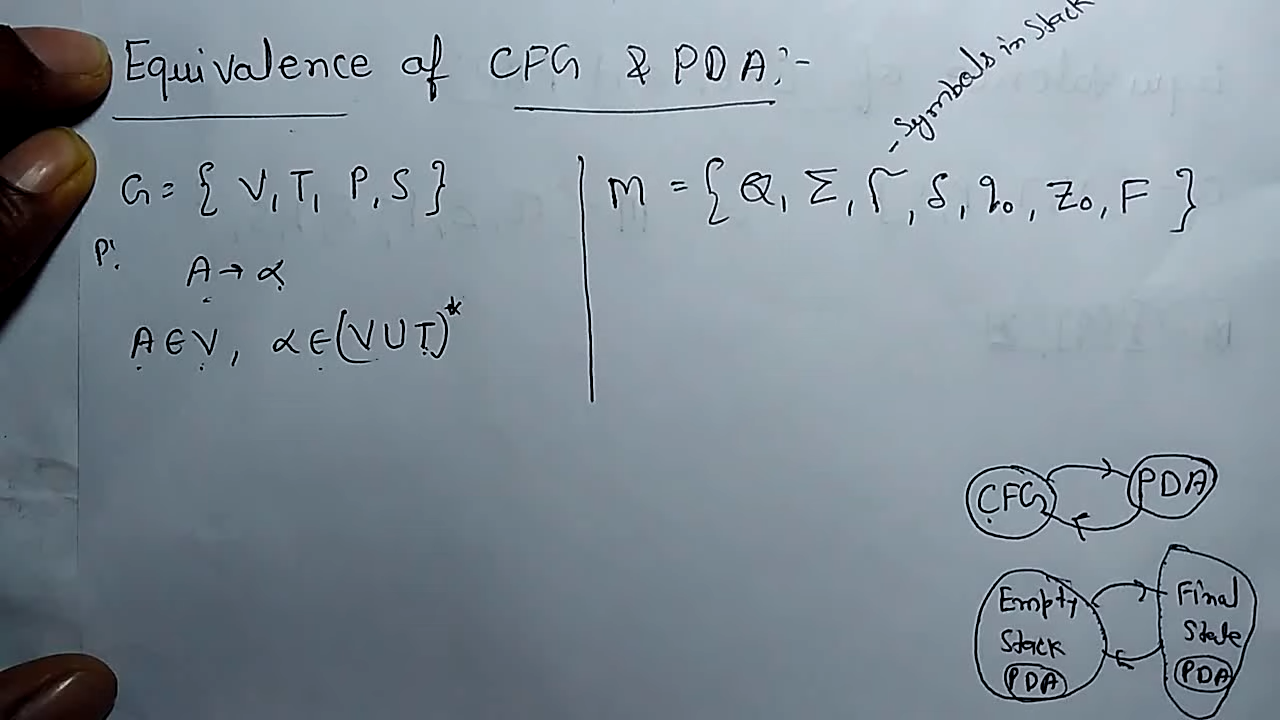 Equivalence of CFG & PDA:-
Symbols in Stack
G = { V, T, P, S }
M = { Q, Σ, Γ, δ, q₀, Z₀, F }
P:
A → α
A ∈ V, α ∈ (V ∪ T)*
CFG
PDA
Empty
Stack
PDA
Final
State
PDA